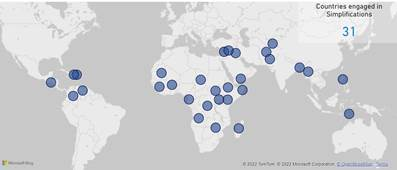 Countries engaged in
Simplifications
31
Microsoft Bing
© 2022 TomTom, © 2022 Microsoft Corporation, © OpenStreetMap Terms